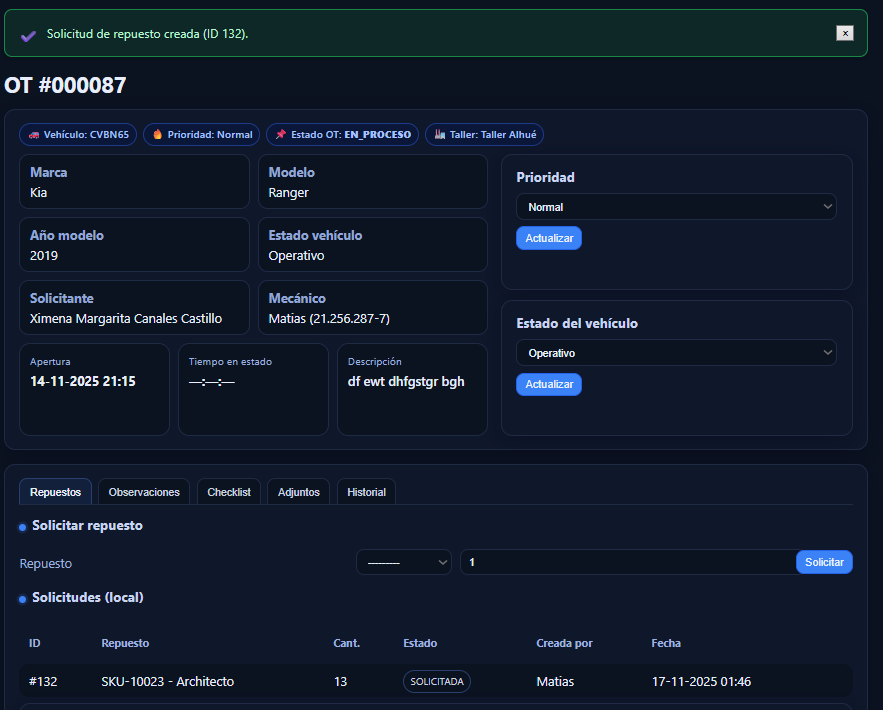 Solicitud de repuesto creada (ID 132).
×
OT #000087
Vehículo: CVBN65
Prioridad: Normal
Estado OT: EN_PROCESO
Taller: Taller Alhué
Marca
Kia
Modelo
Ranger
Año modelo
2019
Estado vehículo
Operativo
Solicitante
Ximena Margarita Canales Castillo
Mecánico
Matias (21.256.287-7)
Apertura
14-11-2025 21:15
Tiempo en estado
—:—:—
Descripción
df ewt dhfgstgr bgh
Prioridad
Normal
Actualizar
Estado del vehículo
Operativo
Actualizar
Repuestos
Observaciones
Checklist
Adjuntos
Historial
Solicitar repuesto
Repuesto
---------
1
Solicitar
Solicitudes (local)
ID Repuesto Cant. Estado Creada por Fecha
#132 SKU-10023 - Architecto 13 SOLICITADA Matias 17-11-2025 01:46